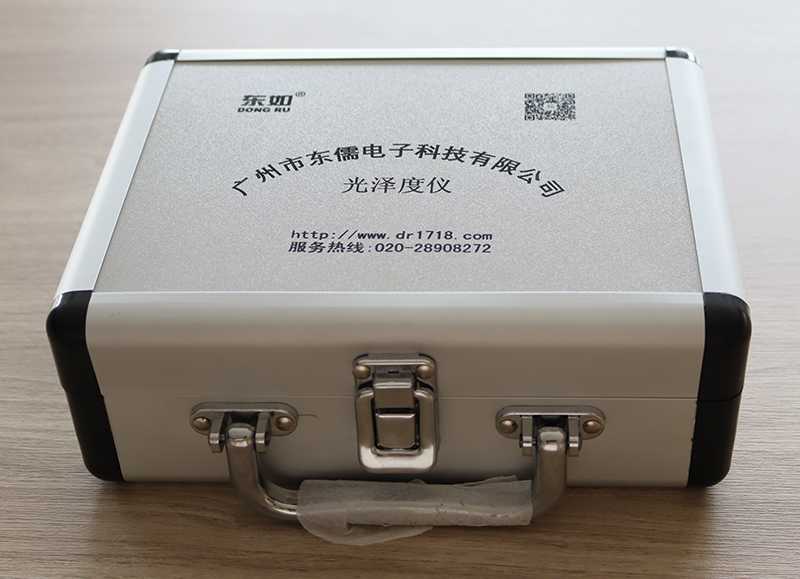 东如®
DONG RU
广州市东儒电子科技有限公司
光泽度仪
http://www.dr1718.com
服务热线:020-28908272